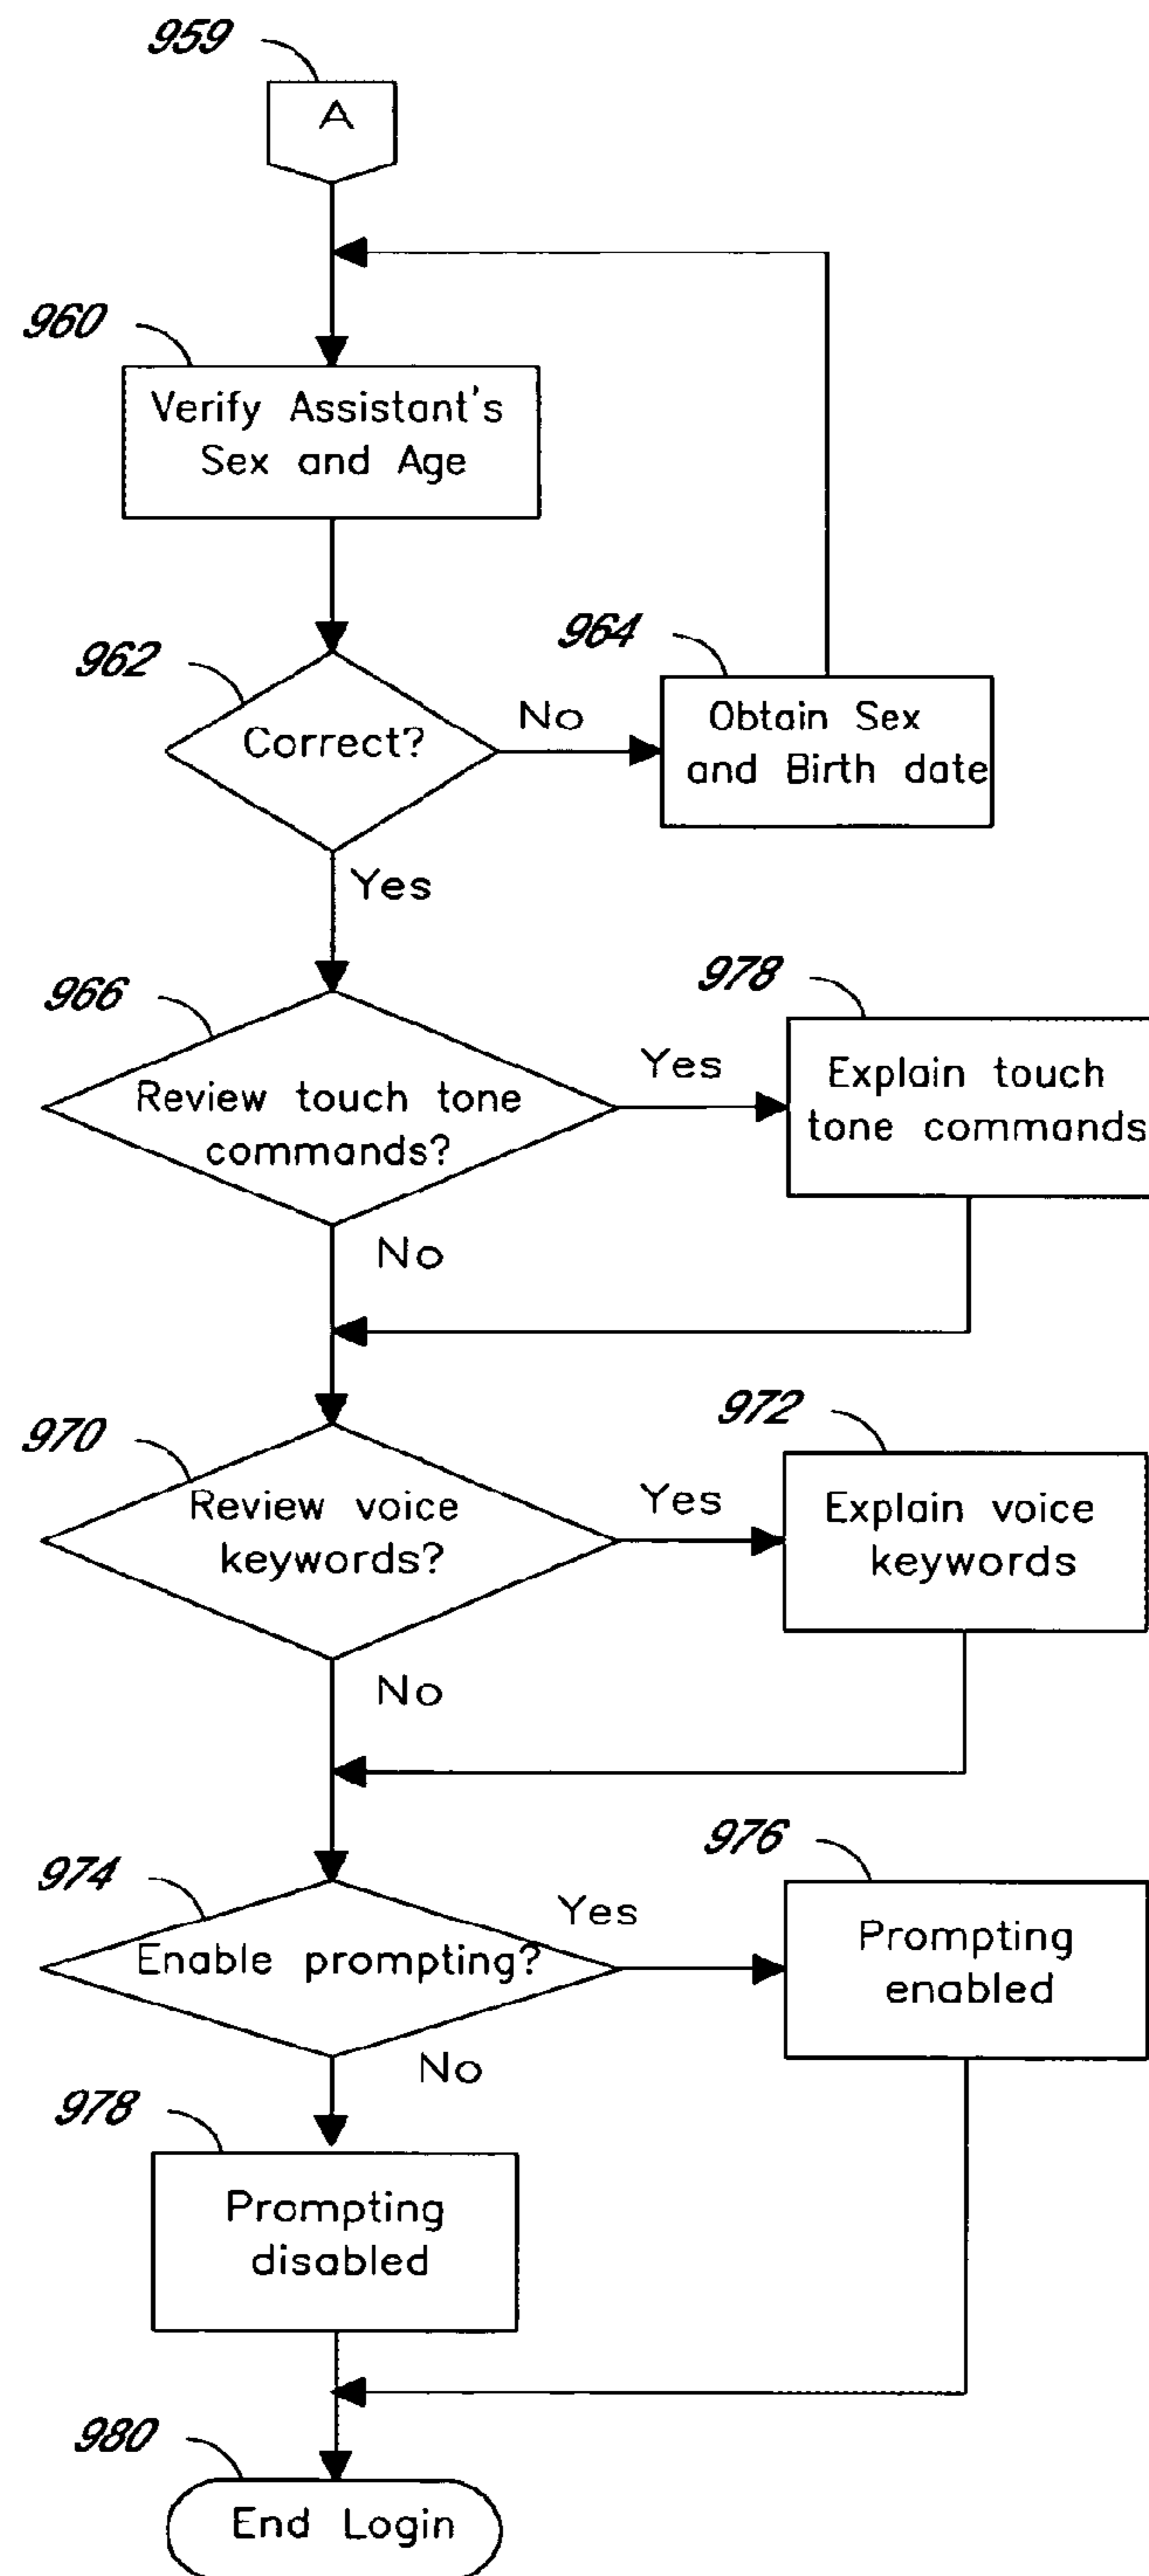 959
A
960
Verify Assistant's
Sex and Age
962
Correct?
No
964
Obtain Sex
and Birth date
Yes
966
Review touch tone
commands?
Yes
978
Explain touch
tone commands
No
970
Review voice
keywords?
Yes
972
Explain voice
keywords
No
974
Enable prompting?
Yes
976
Prompting
enabled
No
978
Prompting
disabled
980
End Login